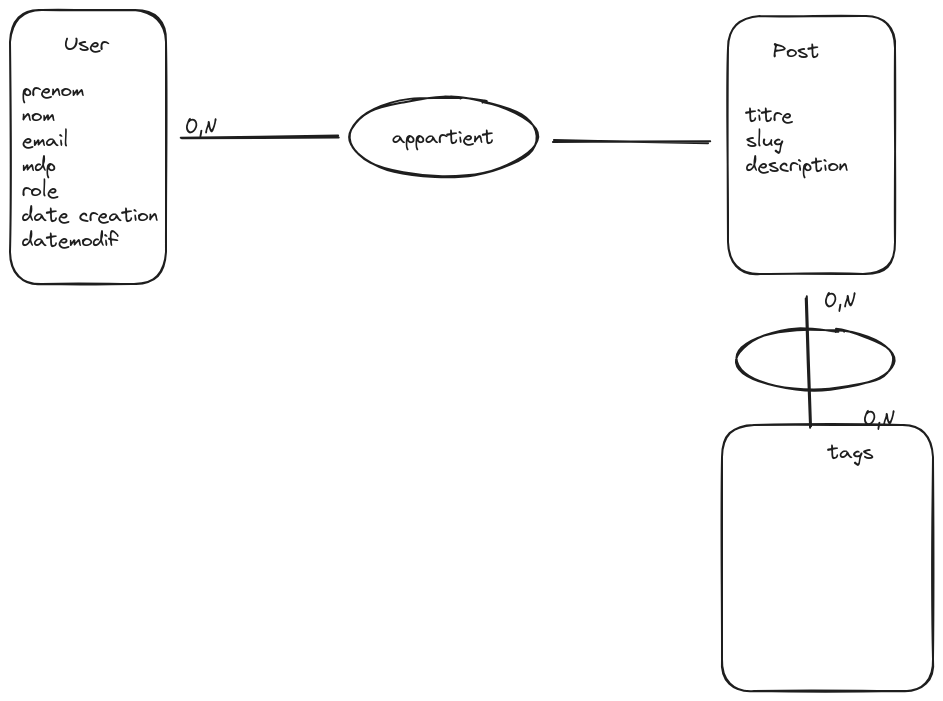 User
prenom
nom
email
mdp
role
date creation
datemodif
0,N
appartient
Post
titre
slug
description
0,N
0,N
tags